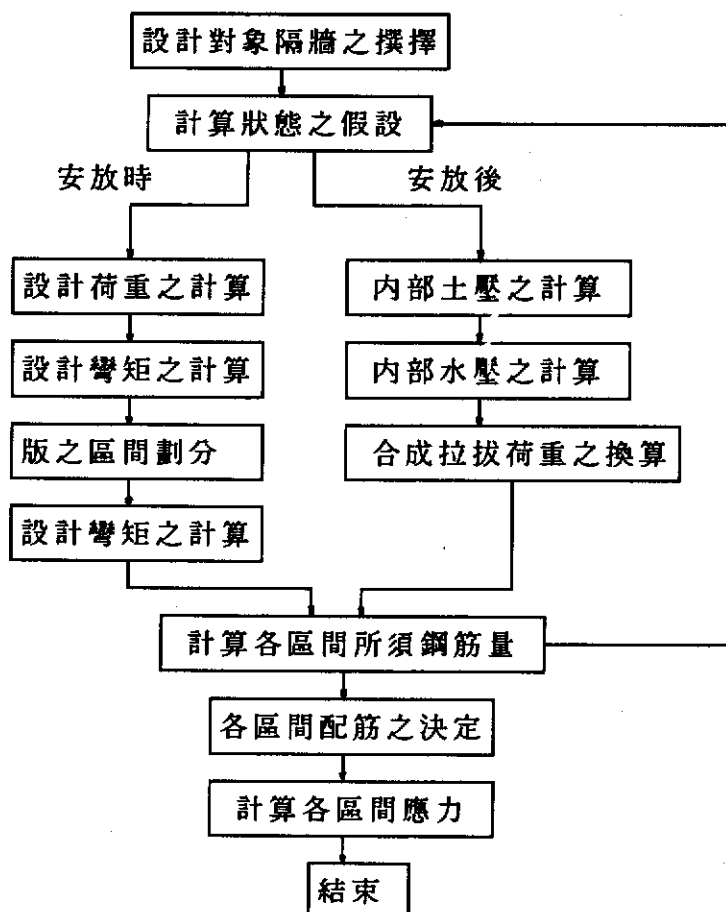 設計對象隔牆之撰擇
計算狀態之假設
安放時
安放後
設計荷重之計算
內部土壓之計算
設計彎矩之計算
內部水壓之計算
版之區間劃分
合成拉拔荷重之換算
設計彎矩之計算
計算各區間所須鋼筋量
各區間配筋之決定
計算各區間應力
結束